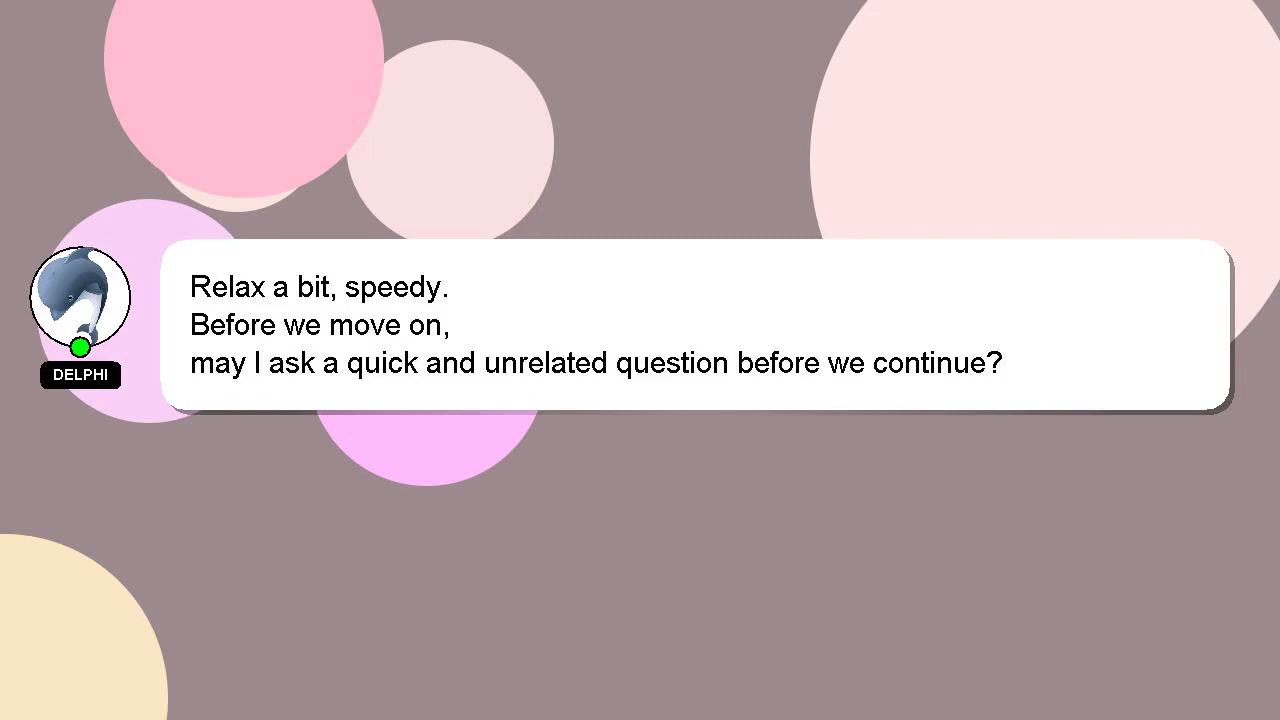 Relax a bit, speedy.
Before we move on,
may I ask a quick and unrelated question before we continue?
DELPHI